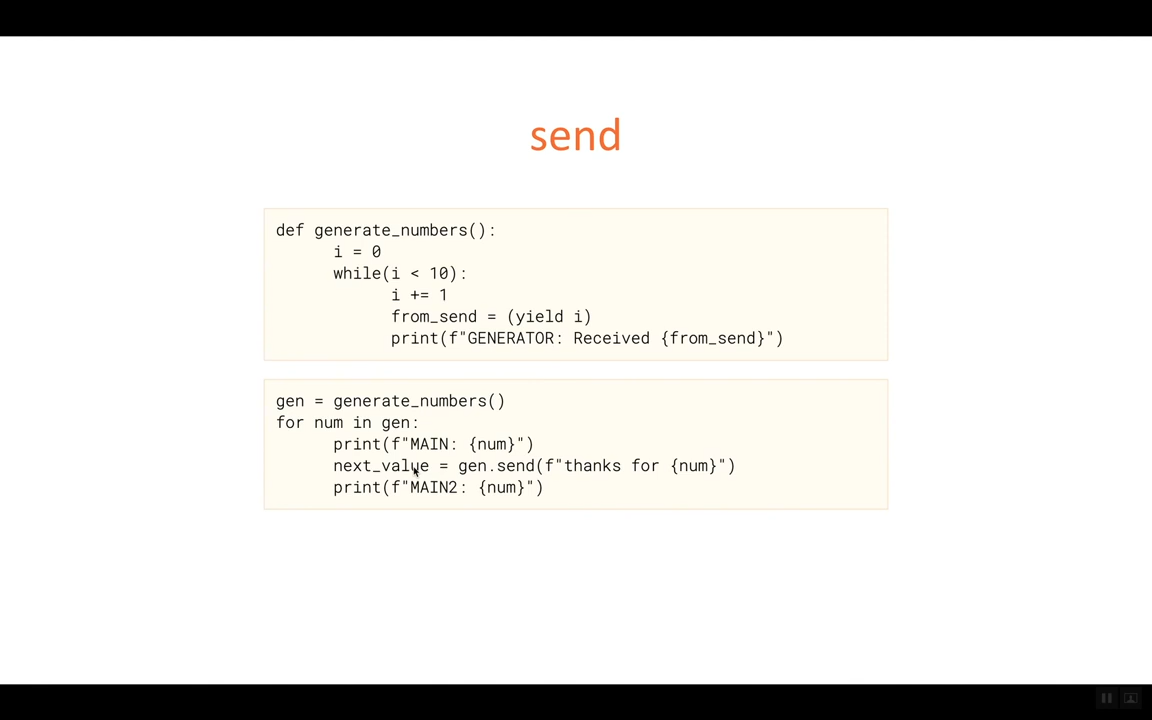 send
def generate_numbers():
i = 0
while(i < 10):
i += 1
from_send = (yield i)
print(f"GENERATOR: Received {from_send}")
gen = generate_numbers()
for num in gen:
print(f"MAIN: {num}")
next_value = gen.send(f"thanks for {num}")
print(f"MAIN2: {num}")